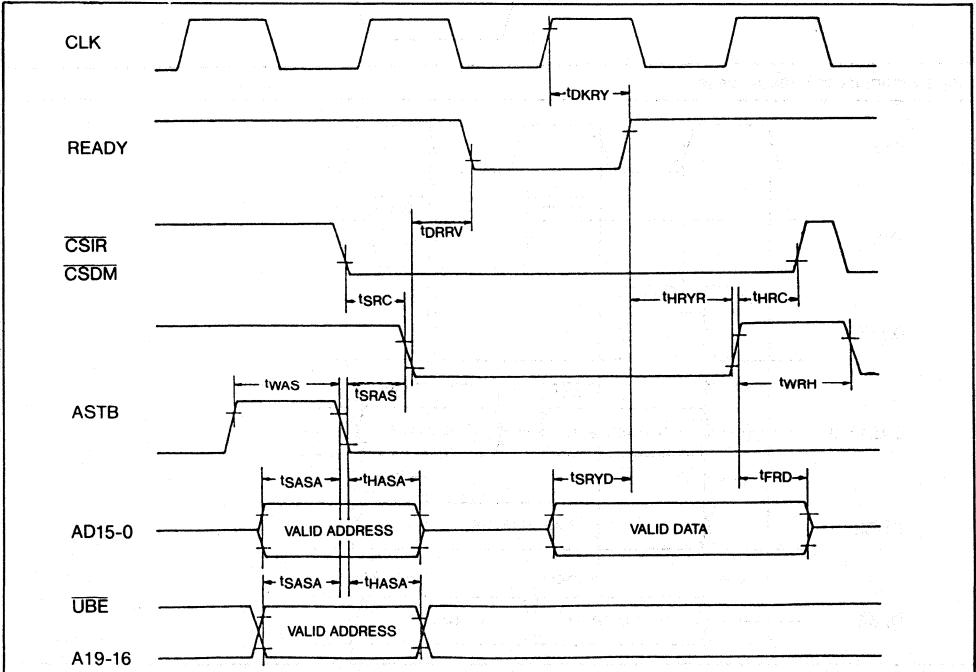 CLK
tDKRY
READY
tDRRV
CSIR
CSDM
tSRC
tHRYR
tHRC
tWAS
tSRAS
tWRH
ASTB
tSASA
tHASA
tSRYD
tFRD
AD15-0
VALID ADDRESS
VALID DATA
tSASA
tHASA
UBE
VALID ADDRESS
A19-16